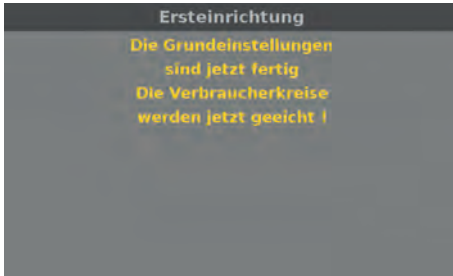 Ersteinrichtung
Die Grundeinstellungen
sind jetzt fertig
Die Verbraucherkreise
werden jetzt geeicht !